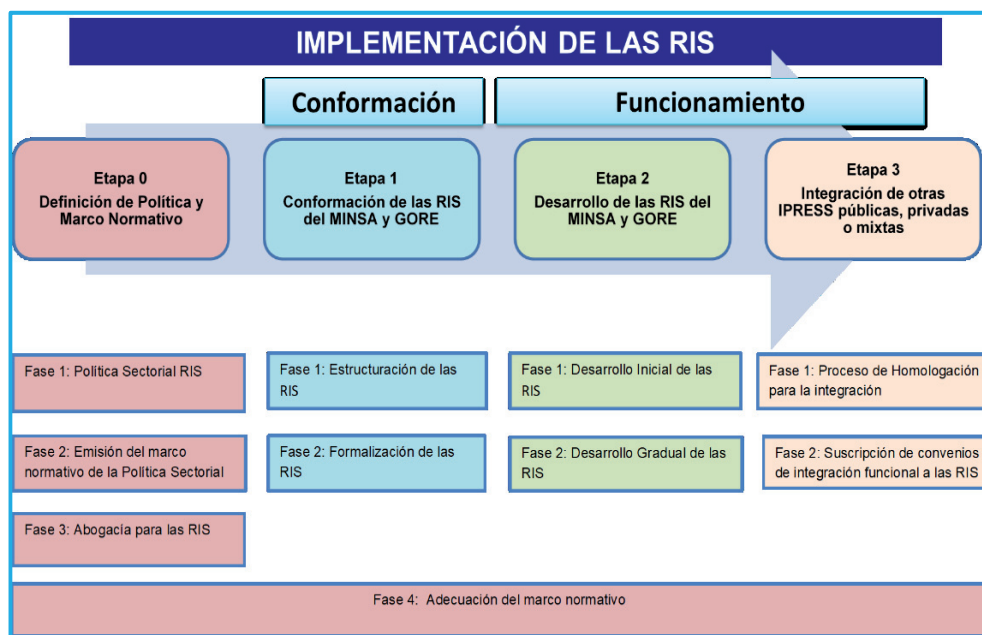 IMPLEMENTACIÓN DE LAS RIS
Conformación
Funcionamiento
Etapa 0
Definición de Política y
Marco Normativo
Etapa 1
Conformación de las RIS
del MINSA y GORE
Etapa 2
Desarrollo de las RIS del
MINSA y GORE
Etapa 3
Integración de otras
IPRESS públicas, privadas
o mixtas
Fase 1: Política Sectorial RIS
Fase 1: Estructuración de las
RIS
Fase 1: Desarrollo Inicial de las
RIS
Fase 1: Proceso de Homologación
para la integración
Fase 2: Emisión del marco
normativo de la Política Sectorial
Fase 2: Formalización de las
RIS
Fase 2: Desarrollo Gradual de las
RIS
Fase 2: Suscripción de convenios
de integración funcional a las RIS
Fase 3: Abogacía para las RIS
Fase 4: Adecuación del marco normativo